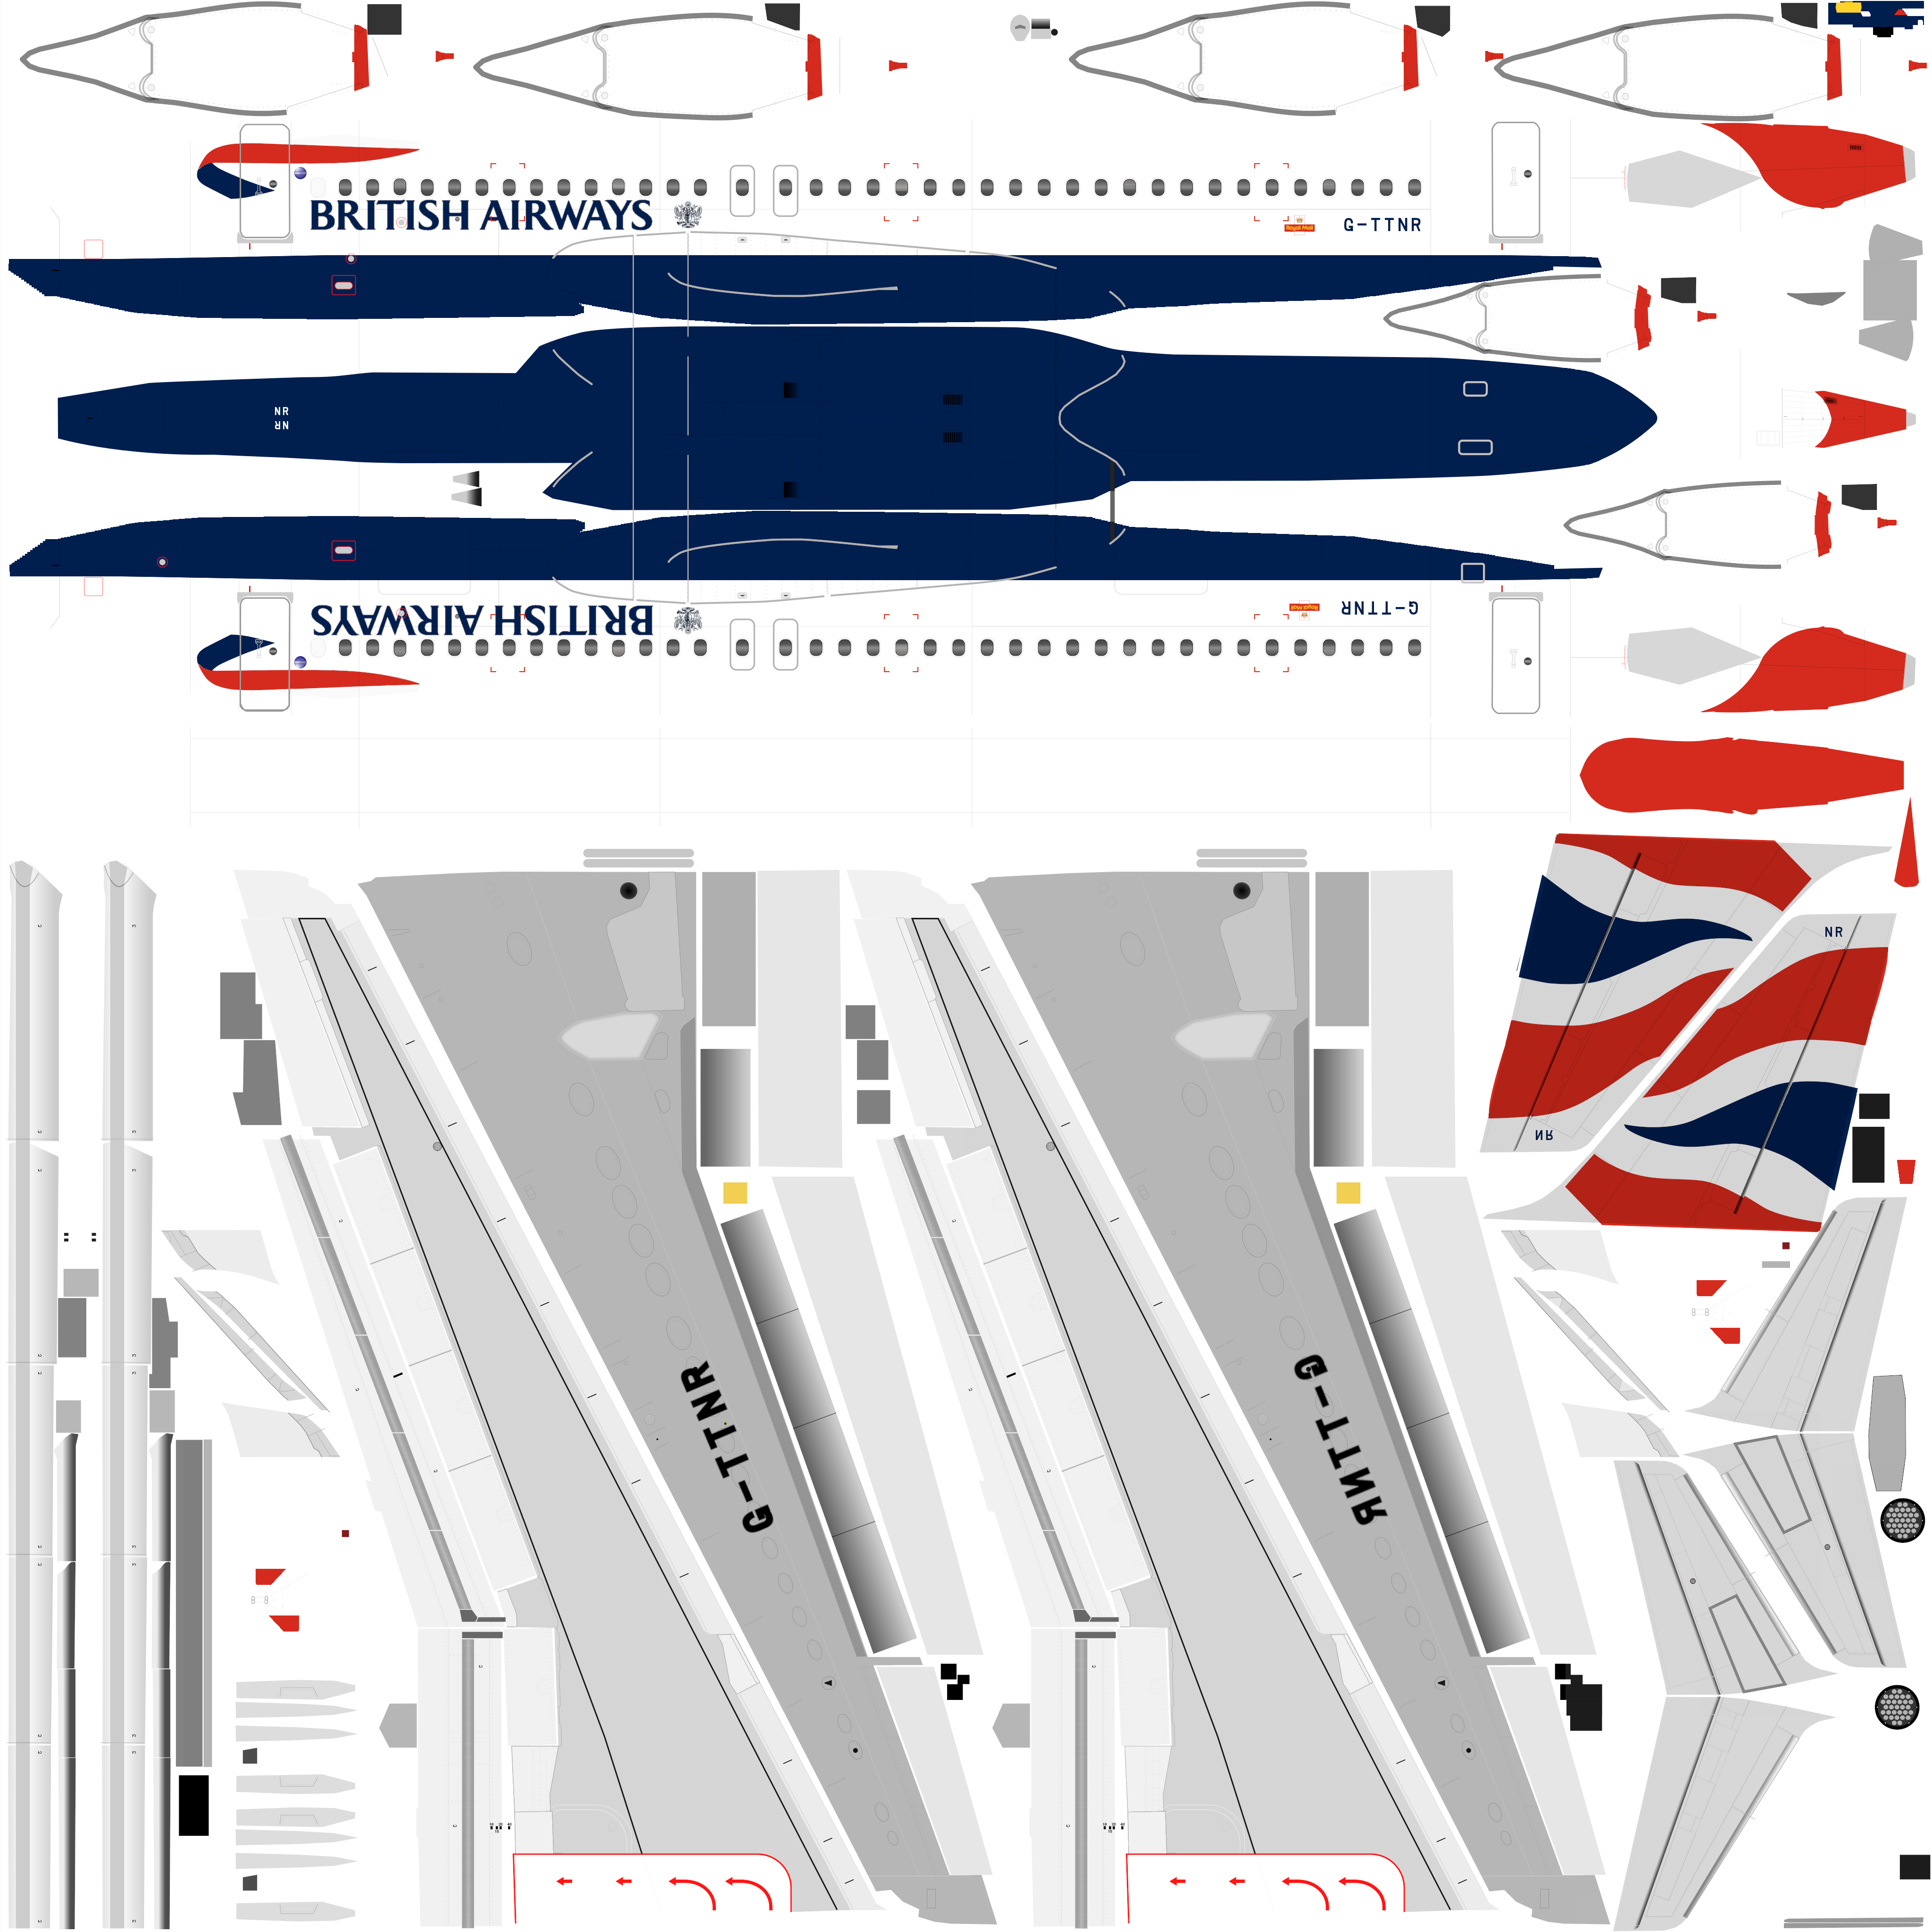 BRITISH AIRWAYS
Royal Mail
G-TTNR
NR
NR
BRITISH AIRWAYS
Royal Mail
G-TTNR
NR
NR
G-TTNR
G-TTNR